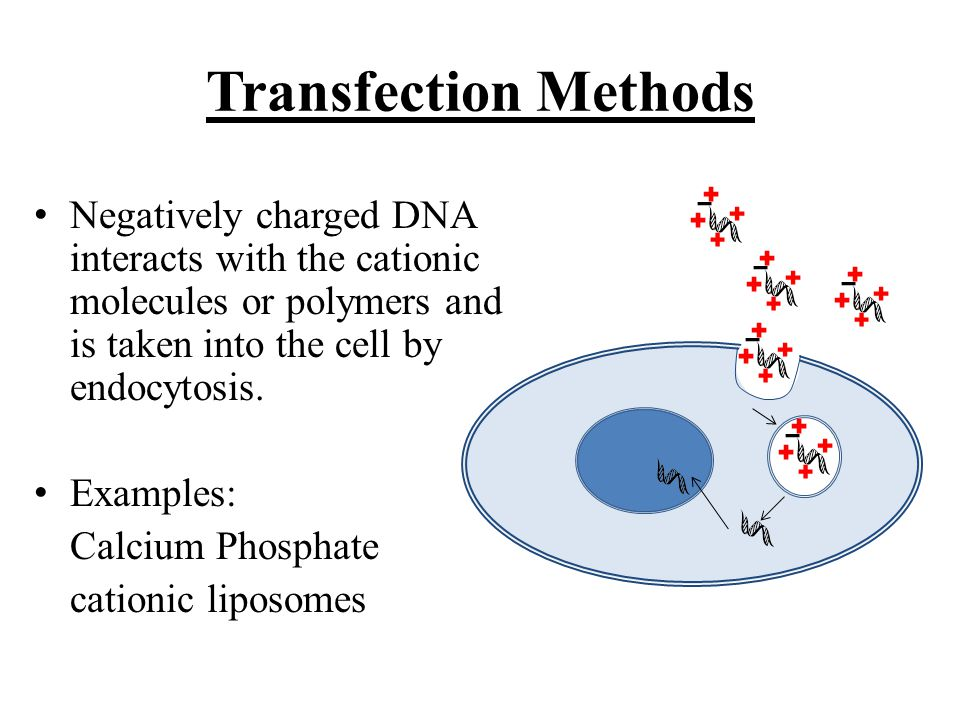 Transfection Methods
• Negatively charged DNA
interacts with the cationic
molecules or polymers and
is taken into the cell by
endocytosis.
• Examples:
Calcium Phosphate
cationic liposomes